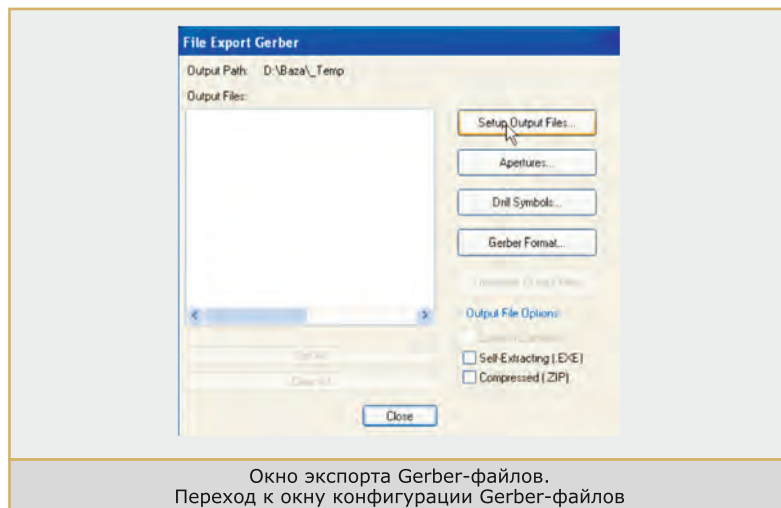 File Export Gerber
Output Path: D:\Baza\_Temp
Output Files:
Setup Output Files...
Apertures...
Drill Symbols...
Gerber Format...
Output File Options
Self-Extracting (.EXE)
Compressed (.ZIP)
Close
Окно экспорта Gerber-файлов.
Переход к окну конфигурации Gerber-файлов